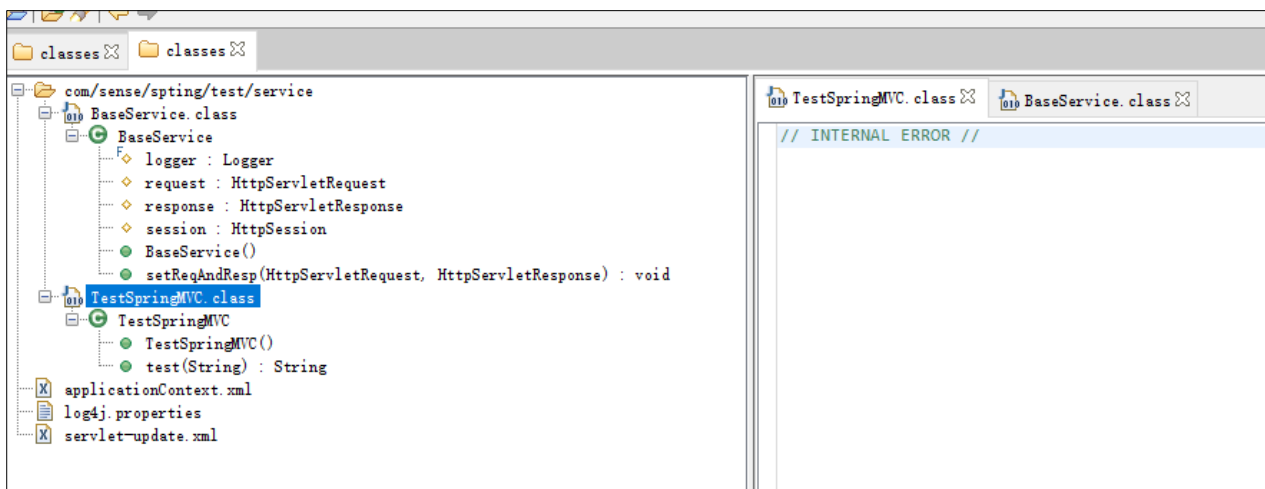 classes
classes
com/sense/spting/test/service
BaseService.class
BaseService
F
logger : Logger
request : HttpServletRequest
response : HttpServletResponse
session : HttpSession
BaseService()
setReqAndResp(HttpServletRequest, HttpServletResponse) : void
TestSpringMVC.class
TestSpringMVC
TestSpringMVC()
test(String) : String
applicationContext.xml
log4j.properties
servlet-update.xml
TestSpringMVC.class
BaseService.class
// INTERNAL ERROR //